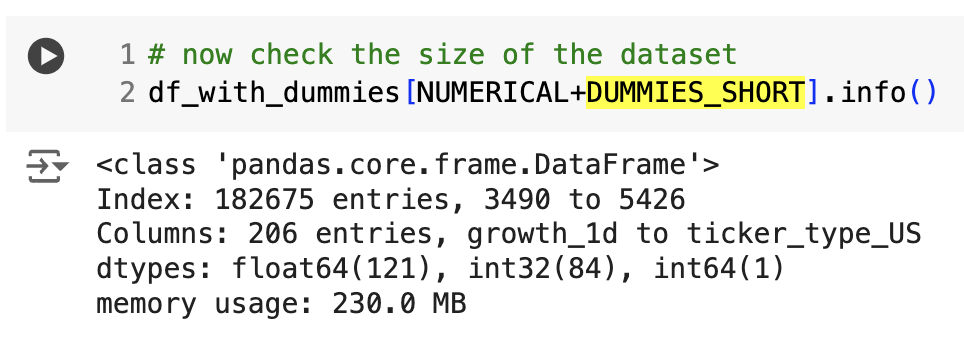 1 # now check the size of the dataset
2 df_with_dummies[NUMERICAL+DUMMIES_SHORT].info()
<class 'pandas.core.frame.DataFrame'>
Index: 182675 entries, 3490 to 5426
Columns: 206 entries, growth_1d to ticker_type_US
dtypes: float64(121), int32(84), int64(1)
memory usage: 230.0 MB